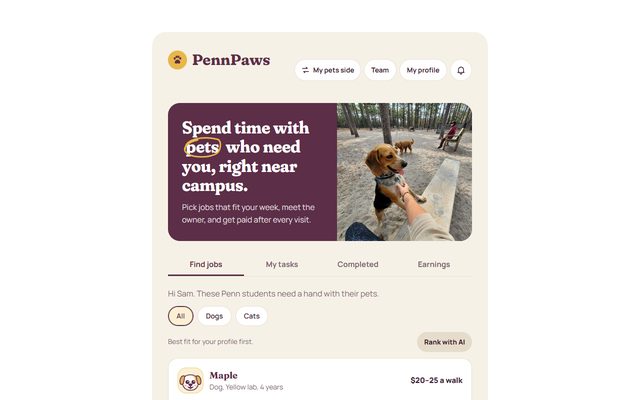 PennPaws
My pets side
Team
My profile
Spend time with
pets who need
you, right near
campus.
Pick jobs that fit your week, meet the
owner, and get paid after every visit.
Find jobs
My tasks
Completed
Earnings
Hi Sam. These Penn students need a hand with their pets.
All
Dogs
Cats
Best fit for your profile first.
Rank with AI
Maple
$20–25 a walk
Dog, Yellow lab, 4 years